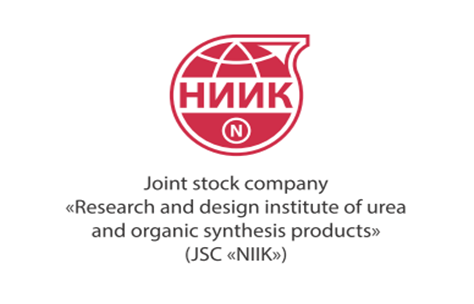 НИИК
N
Joint stock company
«Research and design institute of urea
and organic synthesis products»
(JSC «NIIK»)